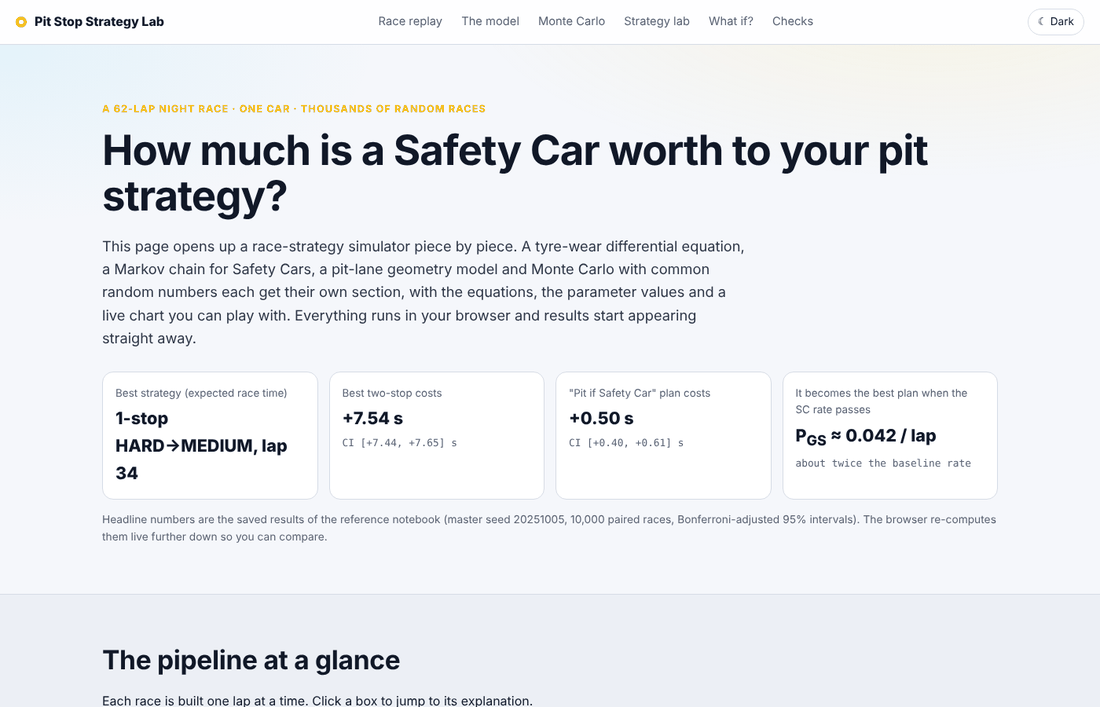 Pit Stop Strategy Lab
Race replay
The model
Monte Carlo
Strategy lab
What if?
Checks
☾ Dark
A 62-LAP NIGHT RACE · ONE CAR · THOUSANDS OF RANDOM RACES
How much is a Safety Car worth to your pit
strategy?
This page opens up a race-strategy simulator piece by piece. A tyre-wear differential equation,
a Markov chain for Safety Cars, a pit-lane geometry model and Monte Carlo with common
random numbers each get their own section, with the equations, the parameter values and a
live chart you can play with. Everything runs in your browser and results start appearing
straight away.
Best strategy (expected race time)
1-stop
HARD→MEDIUM, lap
34
Best two-stop costs
+7.54 s
CI [+7.44, +7.65] s
"Pit if Safety Car" plan costs
+0.50 s
CI [+0.40, +0.61] s
It becomes the best plan when the
SC rate passes
PGS ≈ 0.042 / lap
about twice the baseline rate
Headline numbers are the saved results of the reference notebook (master seed 20251005, 10,000 paired races, Bonferroni-adjusted 95% intervals). The browser re-computes
them live further down so you can compare.
The pipeline at a glance
Each race is built one lap at a time. Click a box to jump to its explanation.